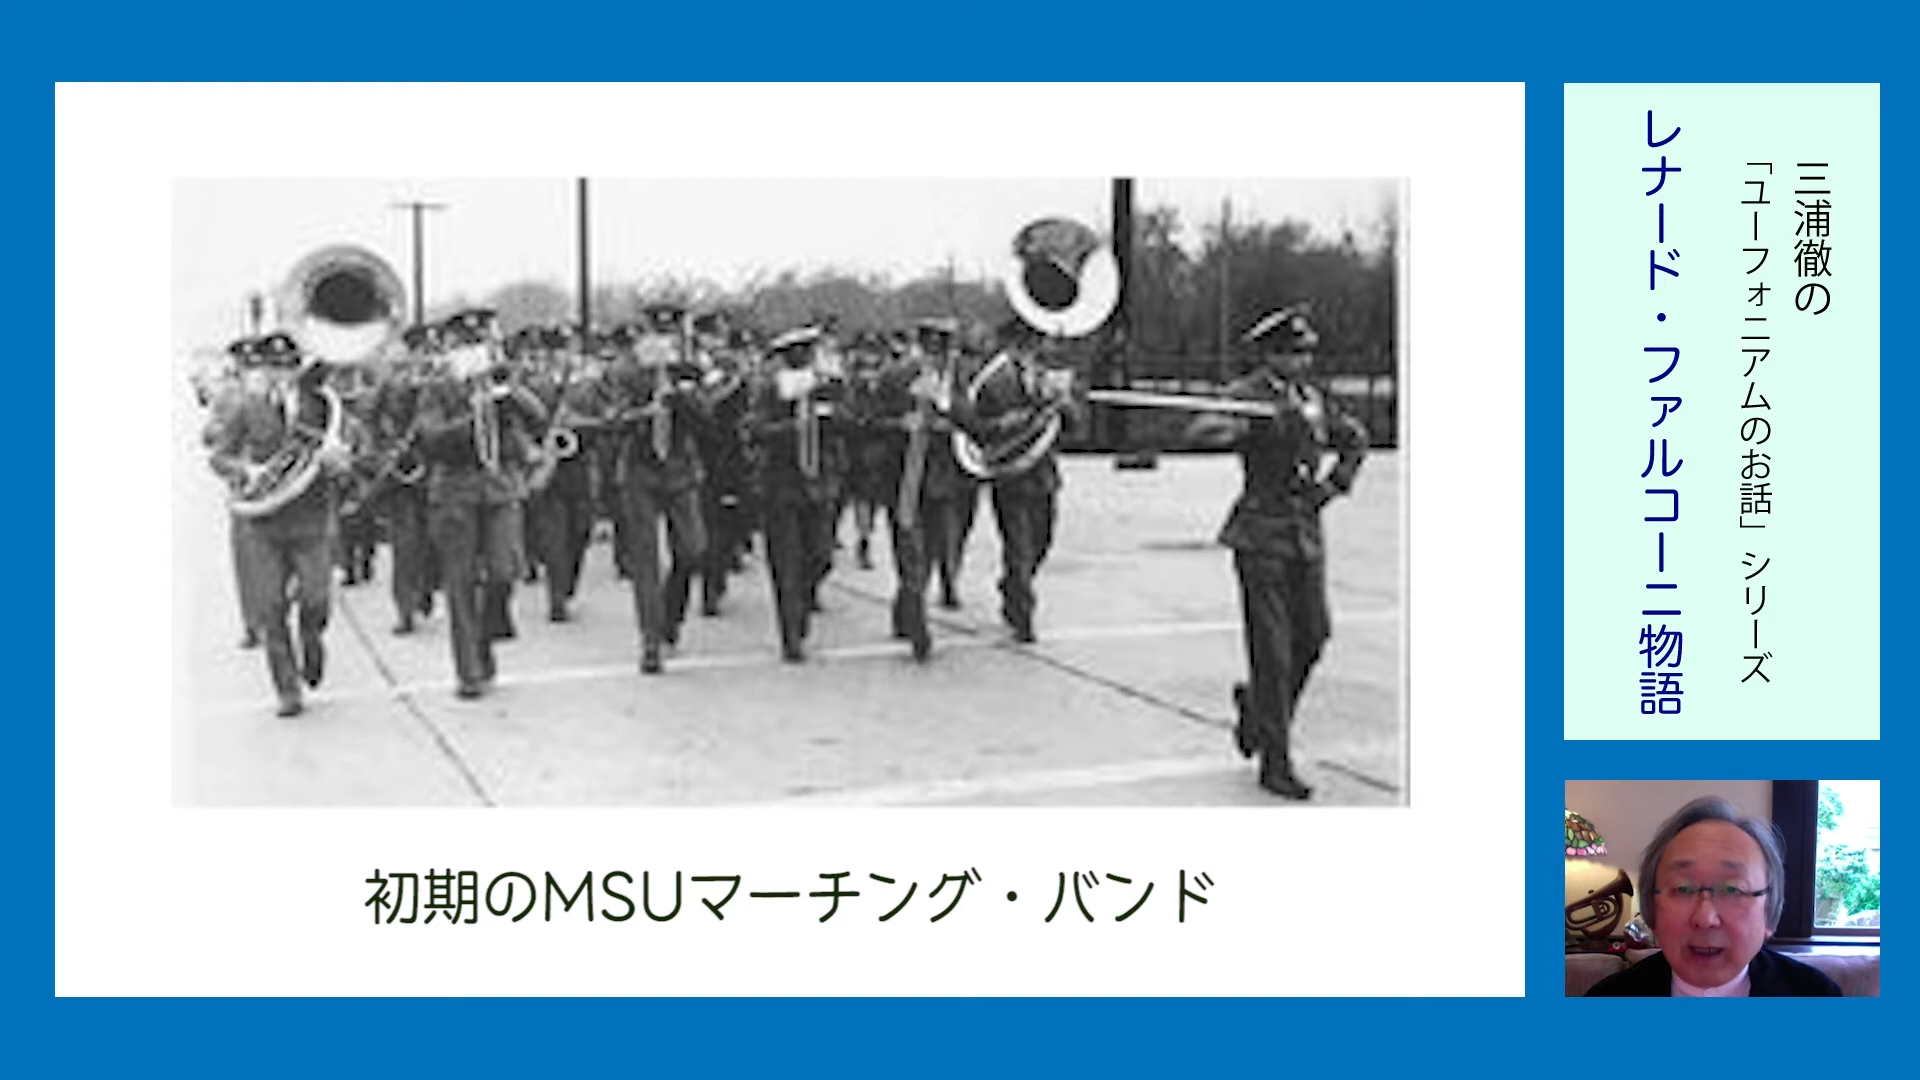 三浦徹の
「ユーフォニアムのお話」シリーズ
レナード・ファルコーニ物語
初期のMSUマーチング・バンド